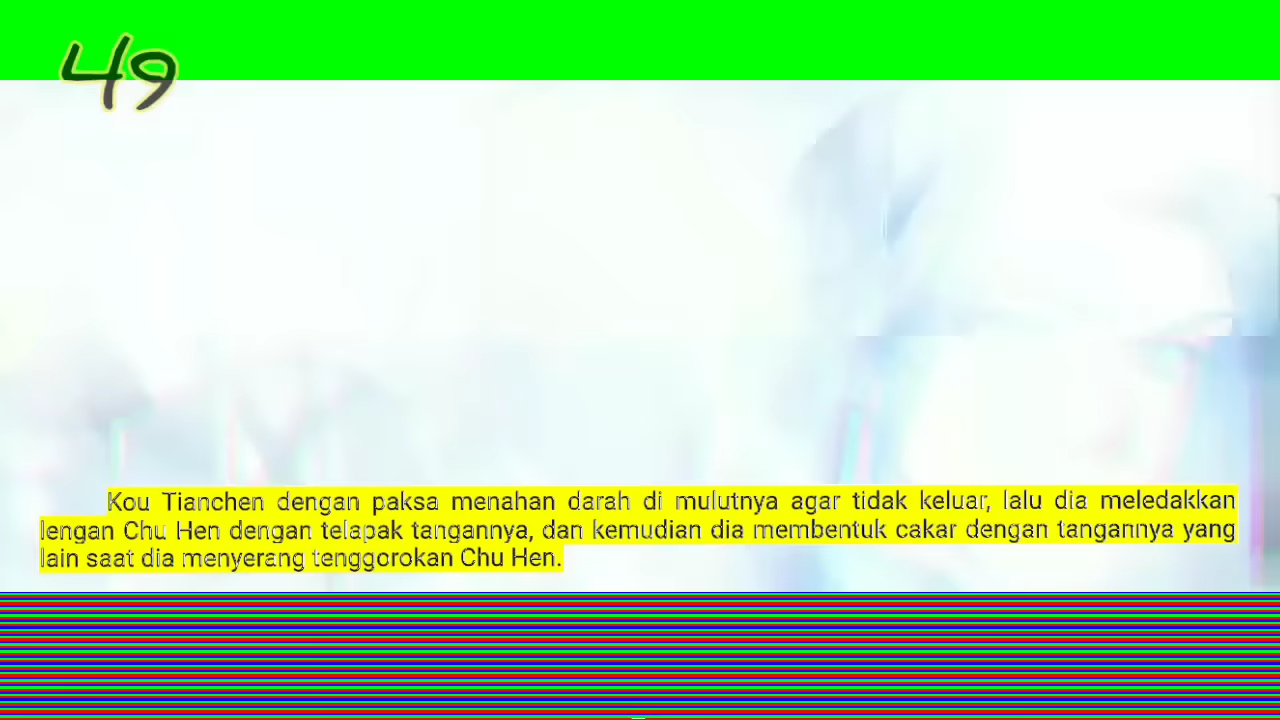 49
Kou Tianchen dengan paksa menahan darah di mulutnya agar tidak keluar, lalu dia meledakkan
lengan Chu Hen dengan telapak tangannya, dan kemudian dia membentuk cakar dengan tangannya yang
lain saat dia menyerang tenggorokan Chu Hen.